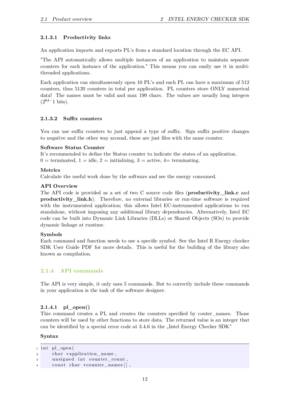 2.1 Product overview 2 INTEL ENERGY CHECKER SDK
2.1.3.1 Productivity links
An application imports and exports PL's from a standard location through the EC API.
"The API automatically allows multiple instances of an application to maintain separate
counters for each instance of the application." This means you can easily use it in multi-
threaded applications.
Each application can simultaneously open 10 PL's and each PL can have a maximum of 512
counters, thus 5120 counters in total per application. PL counters store ONLY numerical
data! The names must be valid and max 199 chars. The values are usually long integers
(2⁶⁴−1 bits).
2.1.3.2 Suffix counters
You can use suffix counters to just append a type of suffix. Sign suffix positive changes
to negative and the other way around, these are just files with the same counter.
Software Status Counter
It's recommended to define the Status counter to indicate the states of an application.
0 = terminated, 1 = idle, 2 = initializing, 3 = active, 4= terminating.
Metrics
Calculate the useful work done by the software and see the energy consumed.
API Overview
The API code is provided as a set of two C source code files (productivity_link.c and
productivity_link.h). Therefore, no external libraries or run-time software is required
with the instrumented application; this allows Intel EC-instrumented applications to run
standalone, without imposing any additional library dependencies. Alternatively, Intel EC
code can be built into Dynamic Link Libraries (DLLs) or Shared Objects (SOs) to provide
dynamic linkage at runtime.
Symbols
Each command and function needs to use a specific symbol. See the Intel R Energy checker
SDK User Guide PDF for more details. This is useful for the building of the library also
known as compilation.
2.1.4 API commands
The API is very simple, it only uses 5 commands. But to correctly include these commands
in your application is the task of the software designer.
2.1.4.1 pl_open()
This command creates a PL and creates the counters specified by couter_names. Those
counters will be used by other functions to store data. The returned value is an integer that
can be identified by a special error code at 3.4.6 in the „Intel Energy Checker SDK"
Syntax
1 int pl_open(
2 char *application_name,
3 unsigned int counter_count,
4 const char *counter_names[],
12